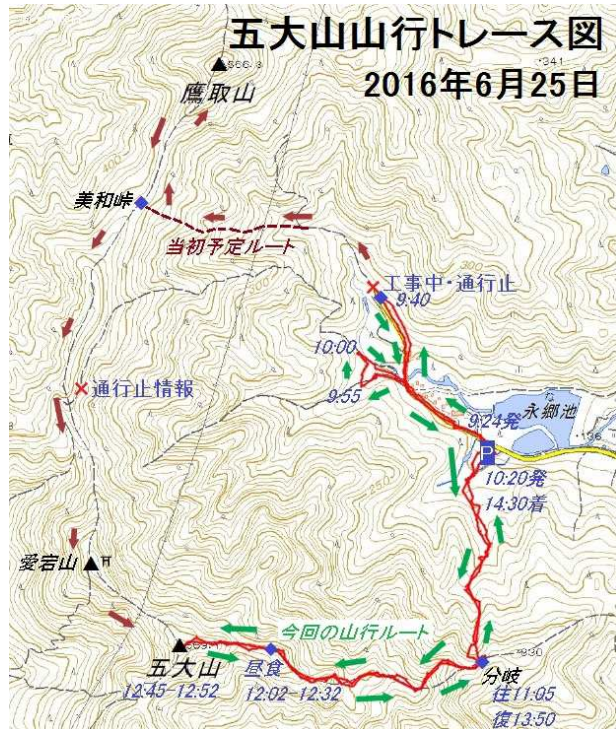 五大山山行トレース図
2016年6月25日
鷹取山
341
美和峠
当初予定ルート
工事中・通行止
9:40
10:00
9:55
通行止情報
9:24発
永郷池
136
P
10:20発
14:30着
愛宕山
今回の山行ルート
五大山
12:45-12:52
昼食
12:02-12:32
分岐
往11:05
復13:50